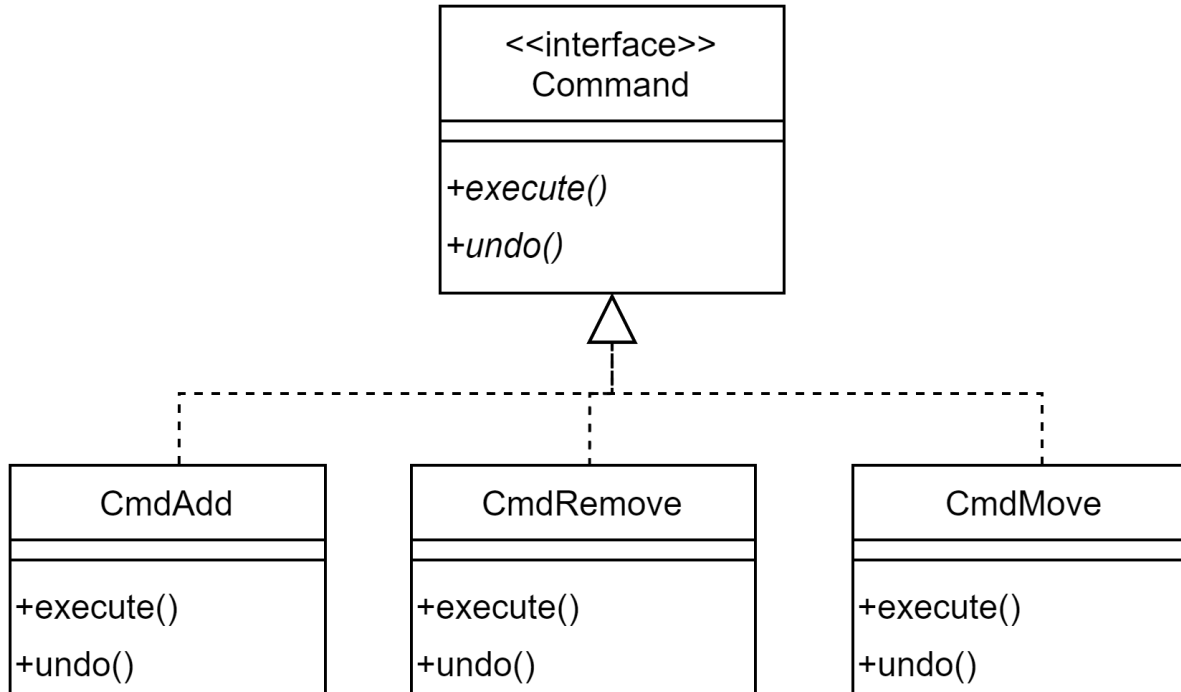 <<interface>>
Command
+execute()
+undo()
CmdAdd
+execute()
+undo()
CmdRemove
+execute()
+undo()
CmdMove
+execute()
+undo()